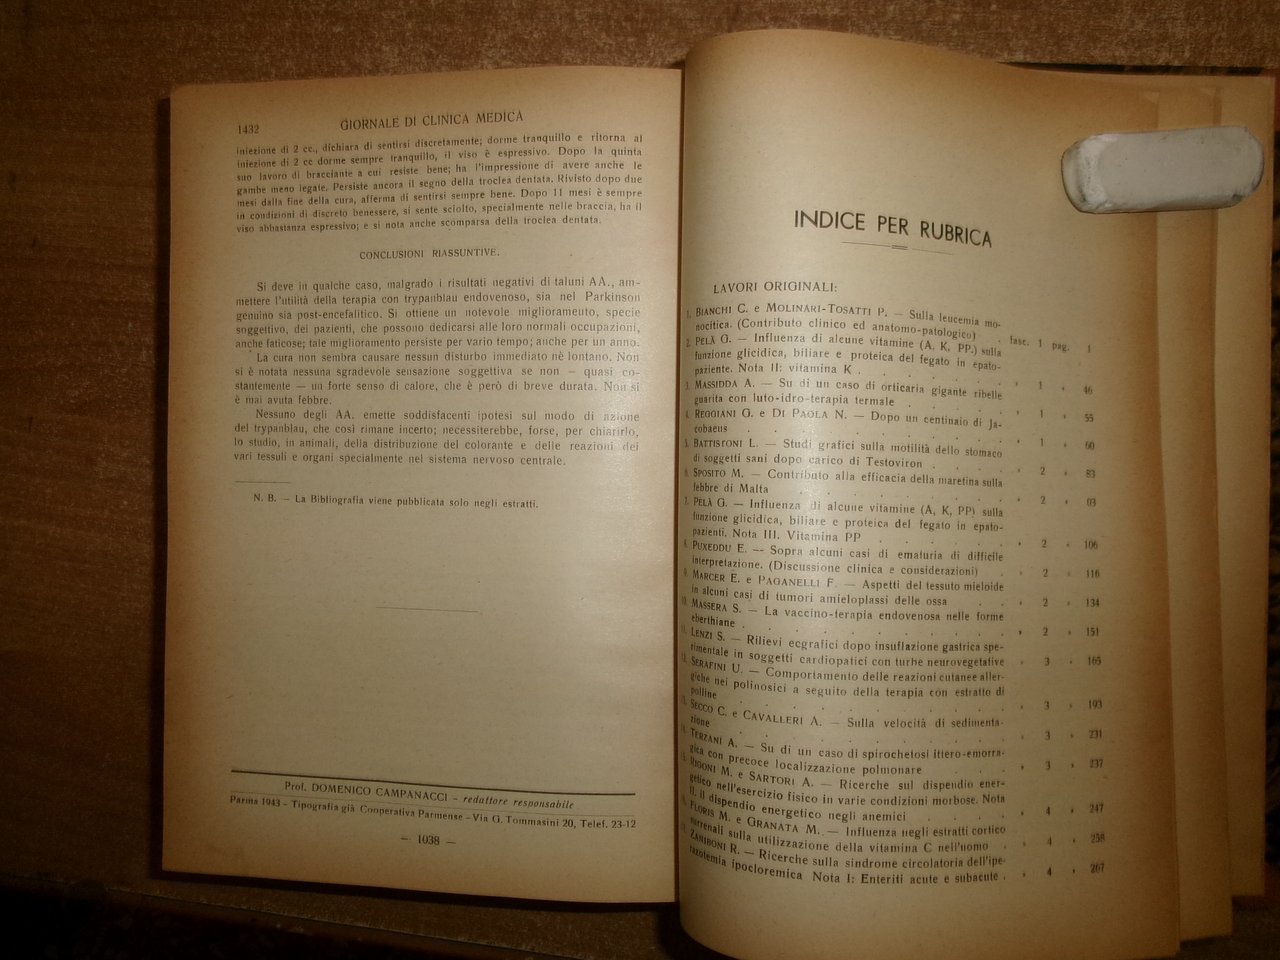 1432
GIORNALE DI CLINICA MEDICA
iniezione di 2 cc., dichiara di sentirsi discretamente; dorme tranquillo e ritorna al
iniezione di 2 cc dorme sempre tranquillo, il viso è espressivo. Dopo la quinta
suo lavoro di bracciante a cui resiste bene; ha l'impressione di avere anche le
gambe meno legate. Persiste ancora il segno della troclea dentata. Rivisto dopo due
mesi dalla fine della cura, afferma di sentirsi sempre bene. Dopo 11 mesi è sempre
in condizioni di discreto benessere, si sente sciolto, specialmente nelle braccia, ha il
viso abbastanza espressivo; e si nota anche scomparsa della troclea dentata.
CONCLUSIONI RIASSUNTIVE.
Si deve in qualche caso, malgrado i risultati negativi di taluni AA., am-
mettere l'utilità della terapia con trypanblau endovenoso, sia nel Parkinson
genuino sia post-encefalitico. Si ottiene un notevole miglioramento, specie
soggettivo, dei pazienti, che possono dedicarsi alle loro normali occupazioni,
anche faticose; tale miglioramento persiste per vario tempo; anche per un anno.
La cura non sembra causare nessun disturbo immediato nè lontano. Non
si è notata nessuna sgradevole sensazione soggettiva se non — quasi co-
stantemente — un forte senso di calore, che è però di breve durata. Non si
è mai avuta febbre.
Nessuno degli AA. emette soddisfacenti ipotesi sul modo di azione
del trypanblau, che così rimane incerto; necessiterebbe, forse, per chiarirlo,
lo studio, in animali, della distribuzione del colorante e delle reazioni dei
vari tessuli e organi specialmente nel sistema nervoso centrale.
N. B. — La Bibliografia viene pubblicata solo negli estratti.
Prof. DOMENICO CAMPANACCI - redattore responsabile
Parma 1943 - Tipografia già Cooperativa Parmense - Via G. Tommasini 20, Telef. 23-12
— 1038 —
INDICE PER RUBRICA
LAVORI ORIGINALI:
1. BIANCHI C. e MOLINARI-TOSATTI P. — Sulla leucemia mo-
nocitica. (Contributo clinico ed anatomo-patologico) . fasc. 1 pag. 1
2. PELÀ G. — Influenza di alcune vitamine (A, K, PP.) sulla
funzione glicidica, biliare e proteica del fegato in epato-
paziente. Nota II: vitamina K . . . . . " 1 " 46
3. MASSIDDA A. — Su di un caso di orticaria gigante ribelle
guarita con luto-idro-terapia termale . . . . " 1 " 55
4. REGGIANI G. e DI PAOLA N. — Dopo un centinaio di Ja-
cobaeus . . . . . . . . . " 1 " 60
5. BATTISTONI L. — Studi grafici sulla motilità dello stomaco
di soggetti sani dopo carico di Testoviron . . . " 2 " 83
6. SPOSITO M. — Contributo alla efficacia della maretina sulla
febbre di Malta . . . . . . . " 2 " 93
7. PELÀ G. — Influenza di alcune vitamine (A, K, PP) sulla
funzione glicidica, biliare e proteica del fegato in epato-
pazienti. Nota III. Vitamina PP . . . . . " 2 " 106
8. PUXEDDU E. — Sopra alcuni casi di ematuria di difficile
interpretazione. (Discussione clinica e considerazioni) . " 2 " 116
9. MARCER E. e PAGANELLI F. — Aspetti del tessuto mieloide
in alcuni casi di tumori amieloplassi delle ossa . . " 2 " 134
10. MASSERA S. — La vaccino-terapia endovenosa nelle forme
eberthiane . . . . . . . . . " 2 " 151
11. LENZI S. — Rilievi ecgrafici dopo insuflazione gastrica spe-
rimentale in soggetti cardiopatici con turbe neurovegetative " 3 " 165
12. SERAFINI U. — Comportamento delle reazioni cutanee aller-
giche nei polinosici a seguito della terapia con estratto di
polline . . . . . . . . . " 3 " 193
SECCO C. e CAVALLERI A. — Sulla velocità di sedimenta-
zione . . . . . . . . . " 3 " 231
TERZANI A. — Su di un caso di spirochetosi ittero-emorra-
gica con precoce localizzazione polmonare . . . " 3 " 237
RIGONI M. e SARTORI A. — Ricerche sul dispendio ener-
getico nell'esercizio fisico in varie condizioni morbose. Nota
II. Il dispendio energetico negli anemici . . . . " 4 " 247
FLORIS M. e GRANATA M. — Influenza negli estratti cortico
surrenali sulla utilizzazione della vitamina C nell'uomo . " 4 " 258
ZAMBONI R. — Ricerche sulla sindrome circolatoria dell'ipe-
razotemia ipocloremica Nota I: Enteriti acute e subacute . " 4 " 267